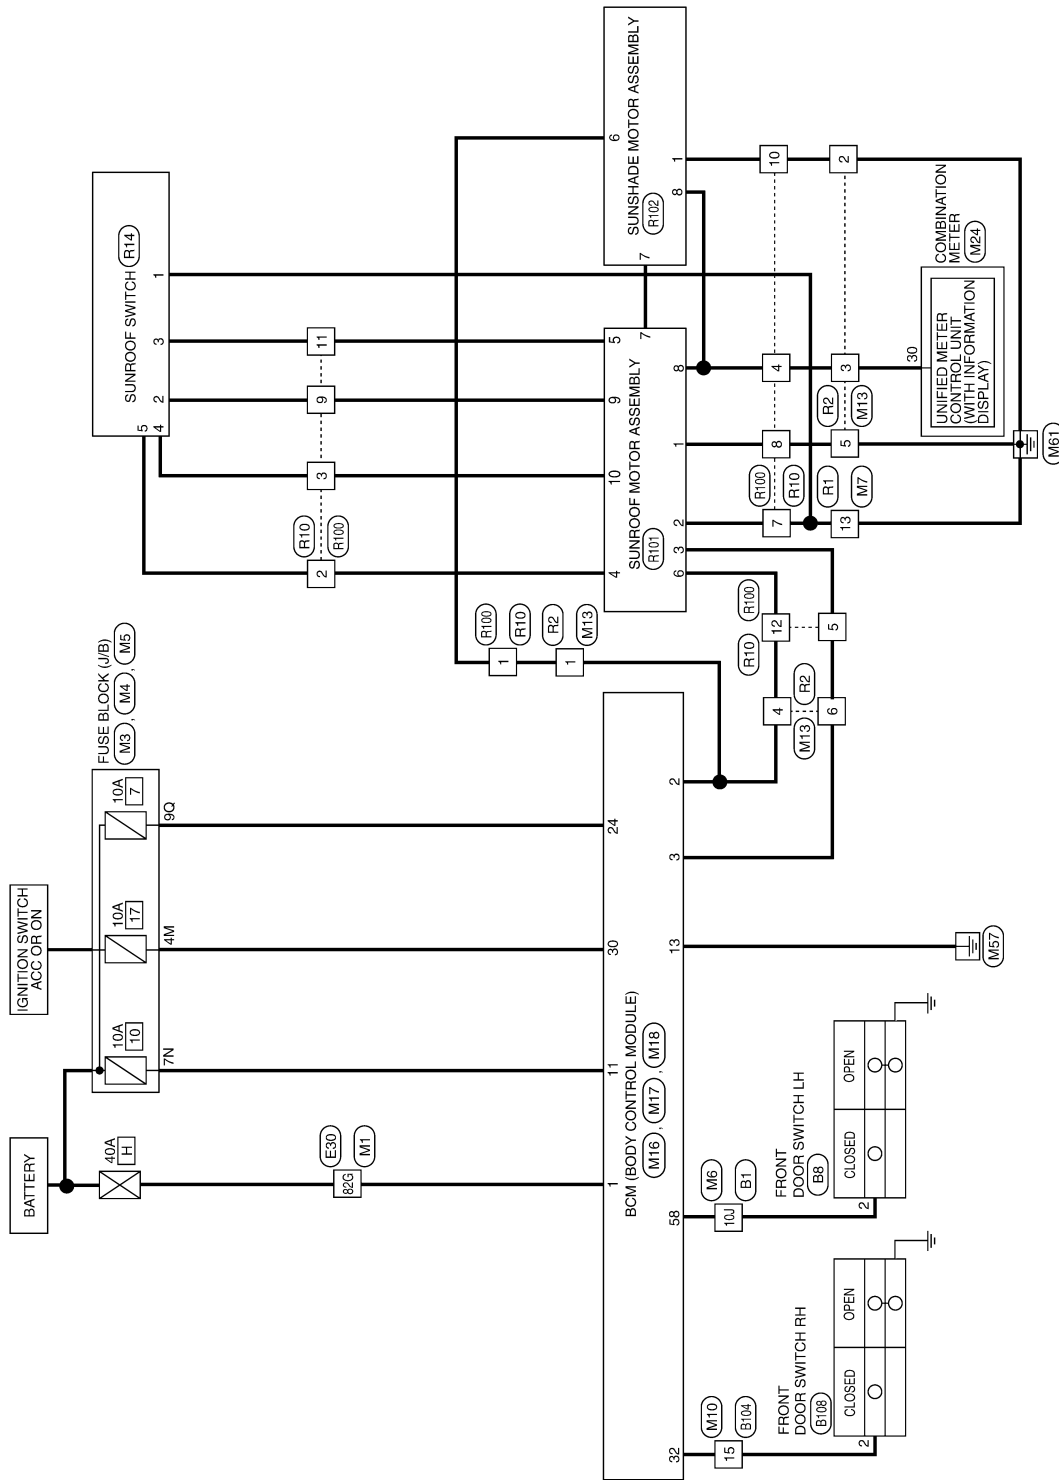 BATTERY
IGNITION SWITCH
ACC OR ON
40A
H
10A
10
10A
17
10A
7
FUSE BLOCK (J/B)
M3 , M4 , M5
7N
4M
9Q
E30
82G
M1
1
11
30
24
BCM (BODY CONTROL MODULE)
M16 , M17 , M18
32
58
13
3
2
M10
15
B104
M6
10J
B1
FRONT
DOOR SWITCH RH
B108
2
CLOSED
OPEN
FRONT
DOOR SWITCH LH
B8
2
CLOSED
OPEN
M57
SUNROOF SWITCH R14
5
4
2
3
1
R10
R100
2
3
9
11
R100
R10
R2
M13
1
1
4
10
9
5
7
SUNROOF MOTOR ASSEMBLY
R101
6
3
2
1
8
6
SUNSHADE MOTOR ASSEMBLY
R102
7
8
1
R10
12
R100
5
M13
4
R2
6
R100
7
R10
8
4
10
R1
13
M7
R2
5
M13
3
2
30
UNIFIED METER
CONTROL UNIT
(WITH INFORMATION
DISPLAY)
COMBINATION
METER
M24
M61